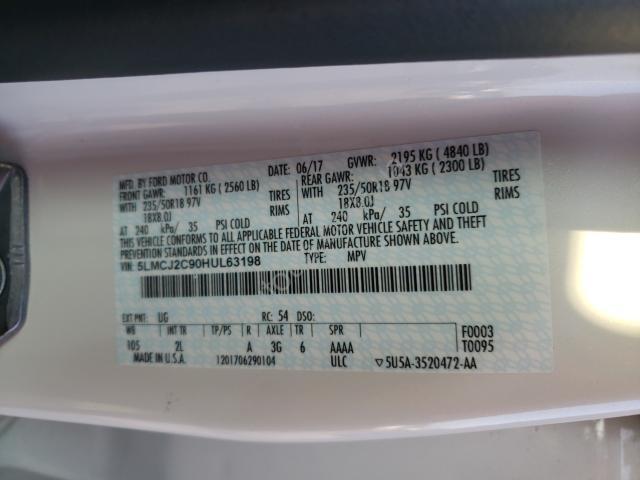 MFD. BY FORD MOTOR CO. 06/17 GVWR: 2195 KG ( 4840 LB)
FRONT GAWR: 1161 KG ( 2560 LB) REAR GAWR: 1043 KG ( 2300 LB)
WITH 235/50R18 97V TIRES WITH 235/50R18 97V TIRES
18X8.0J RIMS 18X8.0J RIMS
AT 240 kPa/ 35 PSI COLD AT 240 kPa/ 35 PSI COLD
THIS VEHICLE CONFORMS TO ALL APPLICABLE FEDERAL MOTOR VEHICLE SAFETY AND THEFT
PREVENTION STANDARDS IN EFFECT ON THE DATE OF MANUFACTURE SHOWN ABOVE.
VIN: 5LMCJ2C90HUL63198 TYPE: MPV
EXT PNT: UG RC: 54 DSO:
WB INT TR TP/PS R AXLE TR SPR F0003
105 2L A 3G 6 AAAA T0095
MADE IN U.S.A. 1201706290104 ULC ▽5U5A-3520472-AA